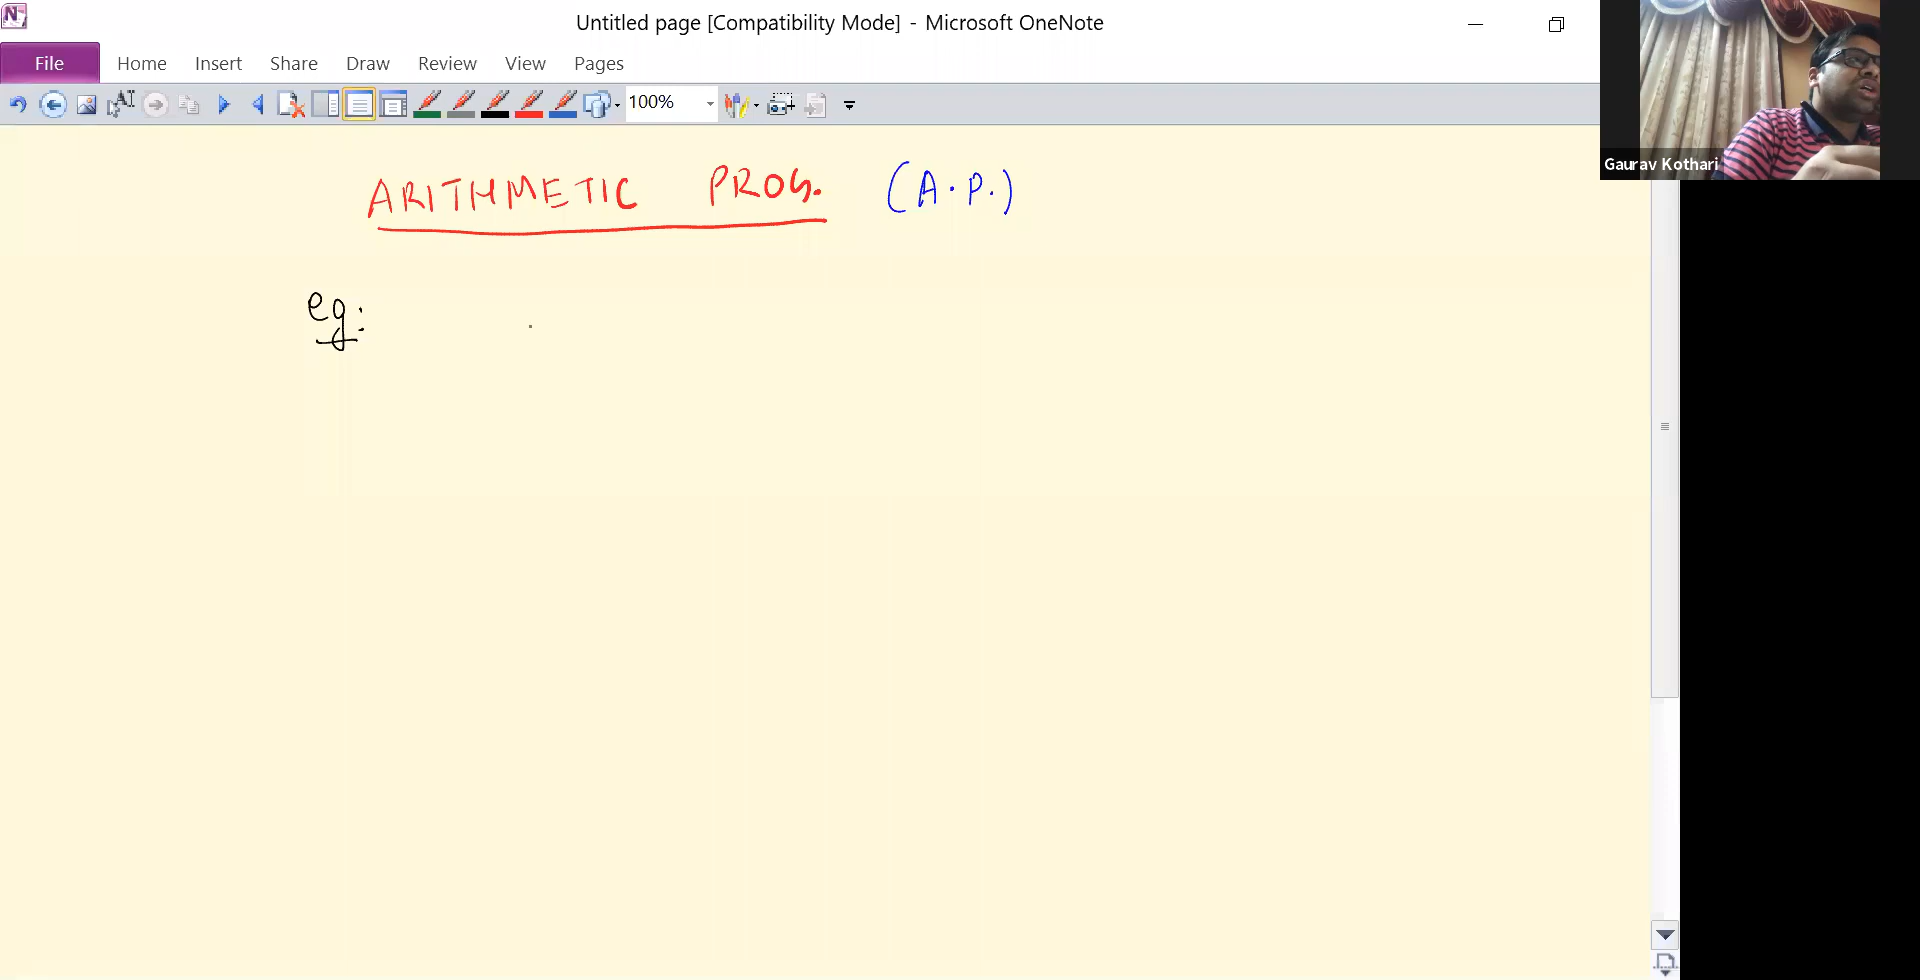 Untitled page [Compatibility Mode] - Microsoft OneNote
File Home Insert Share Draw Review View Pages
100%
Gaurav Kothari
ARITHMETIC PROG. (A.P.)
eg: